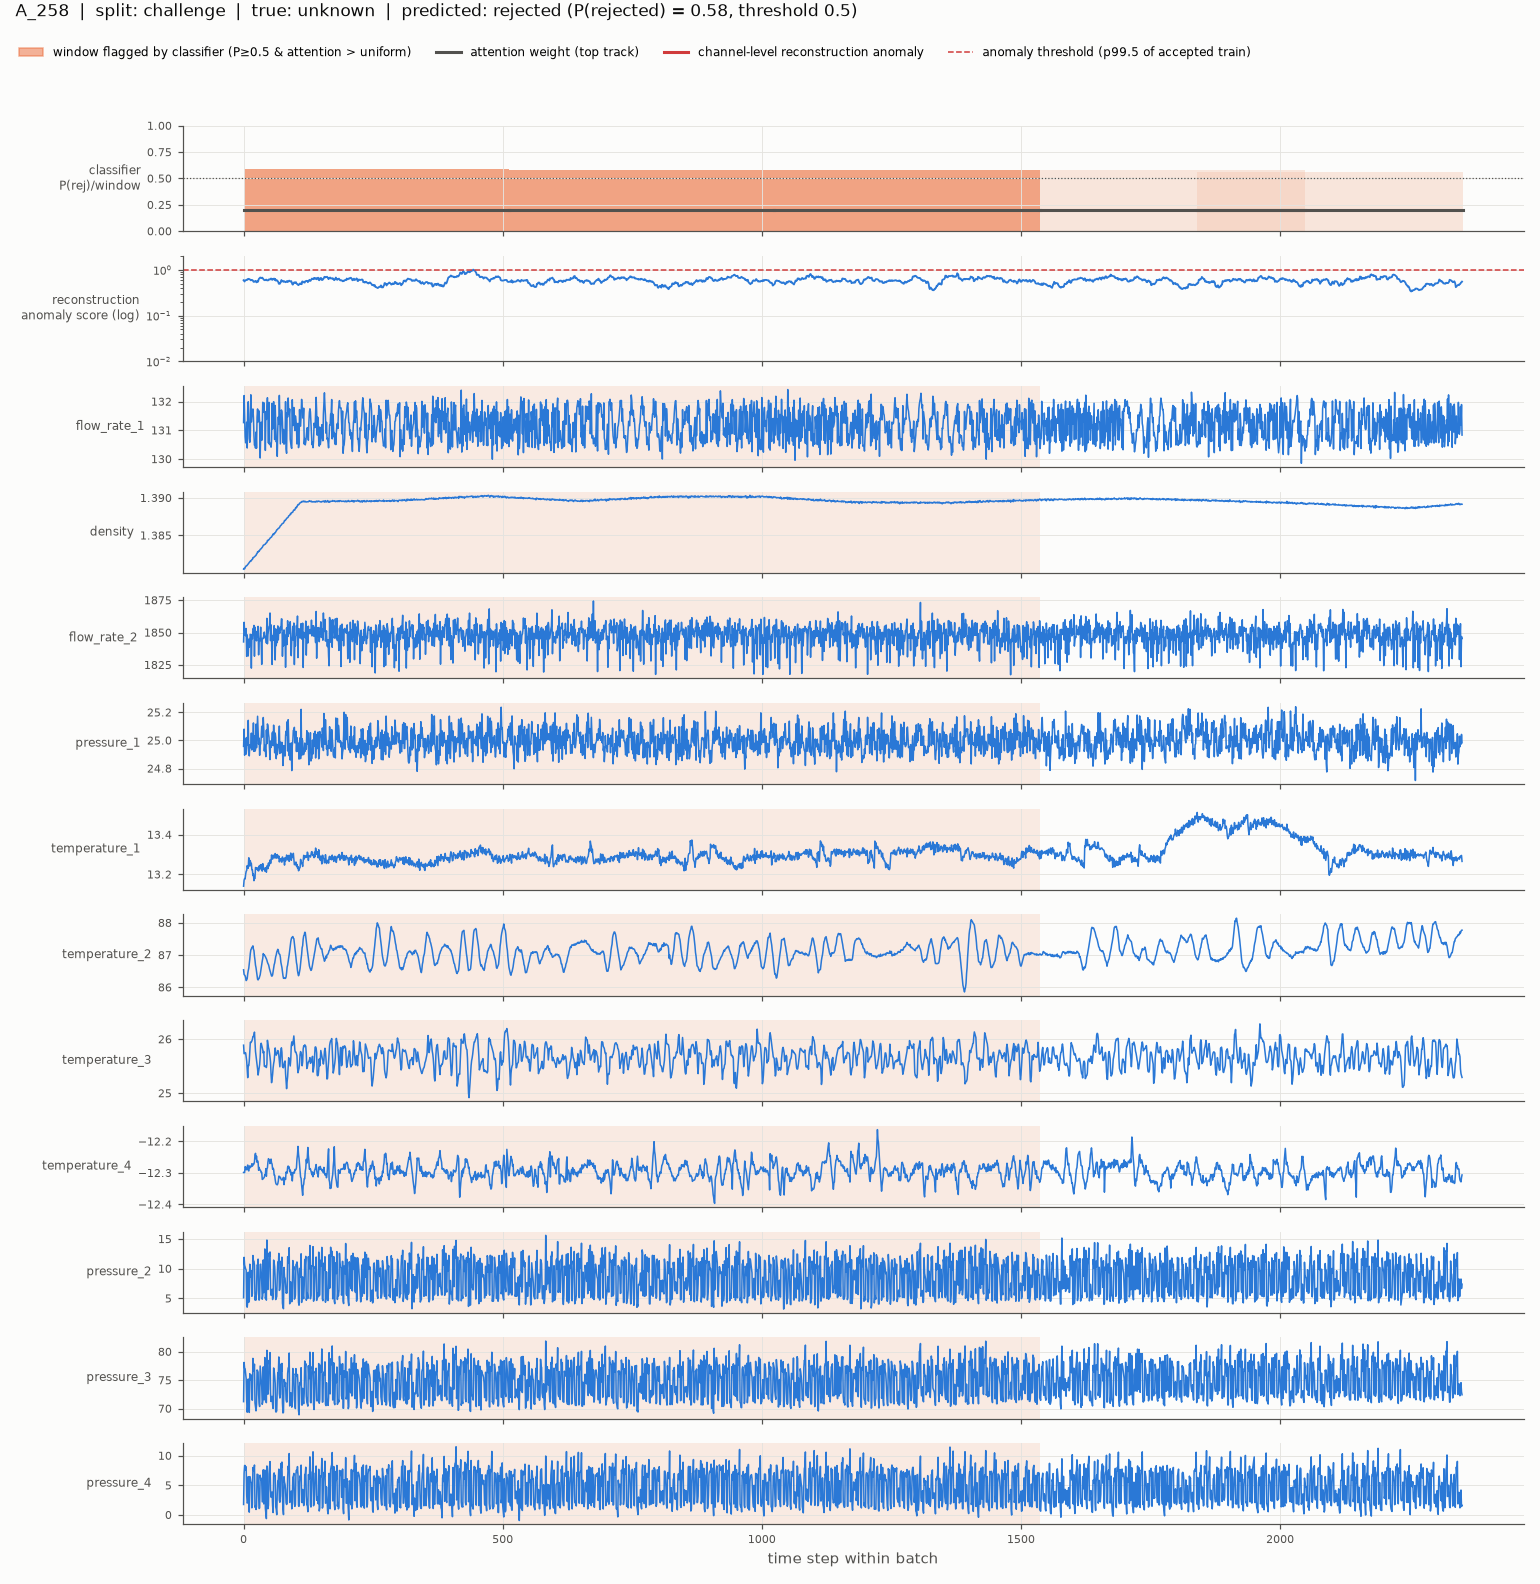 A_258 | split: challenge | true: unknown | predicted: rejected (P(rejected) = 0.58, threshold 0.5)
window flagged by classifier (P≥0.5 & attention > uniform)
attention weight (top track)
channel-level reconstruction anomaly
anomaly threshold (p99.5 of accepted train)
1.00
0.75
0.50
0.25
0.00
classifier
P(rej)/window
10⁰
10⁻¹
10⁻²
reconstruction
anomaly score (log)
132
131
130
flow_rate_1
1.390
1.385
density
1875
1850
1825
flow_rate_2
25.2
25.0
24.8
pressure_1
13.4
13.2
temperature_1
88
87
86
temperature_2
26
25
temperature_3
−12.2
−12.3
−12.4
temperature_4
15
10
5
pressure_2
80
75
70
pressure_3
10
5
0
pressure_4
0
500
1000
1500
2000
time step within batch